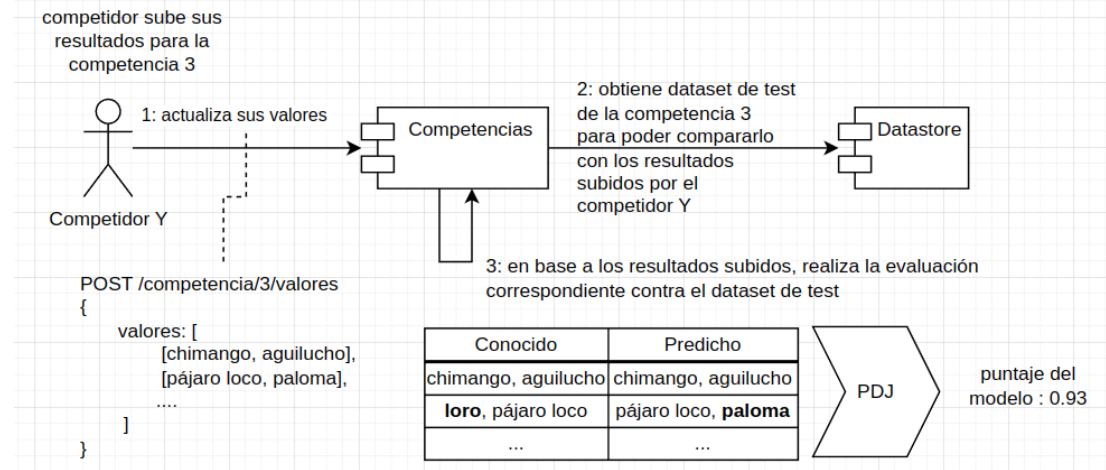 competidor sube sus
resultados para la
competencia 3
1: actualiza sus valores
Competidor Y
Competencias
2: obtiene dataset de test
de la competencia 3
para poder compararlo
con los resultados
subidos por el
competidor Y
Datastore
3: en base a los resultados subidos, realiza la evaluación
correspondiente contra el dataset de test
POST /competencia/3/valores
{
valores: [
[chimango, aguilucho],
[pájaro loco, paloma],
....
]
}
Conocido Predicho
chimango, aguilucho chimango, aguilucho
loro, pájaro loco pájaro loco, paloma
... ...
PDJ
puntaje del
modelo : 0.93